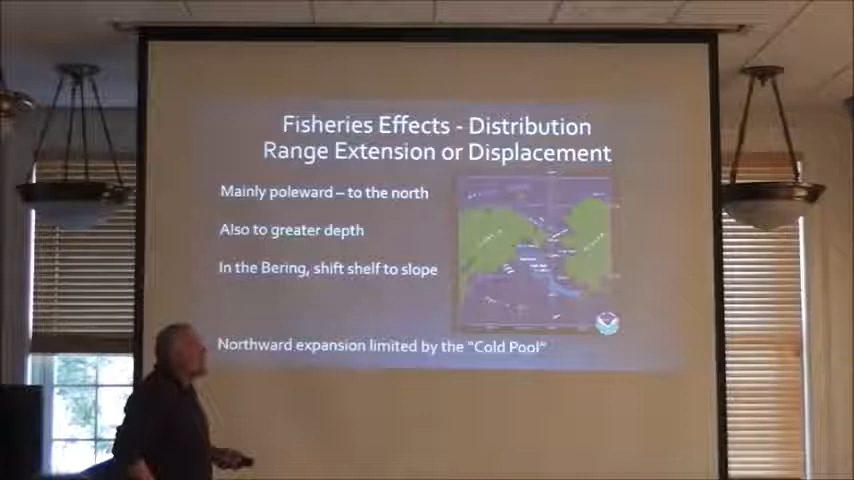 Fisheries Effects - Distribution
Range Extension or Displacement
Mainly poleward – to the north
Also to greater depth
In the Bering, shift shelf to slope
Northward expansion limited by the "Cold Pool"